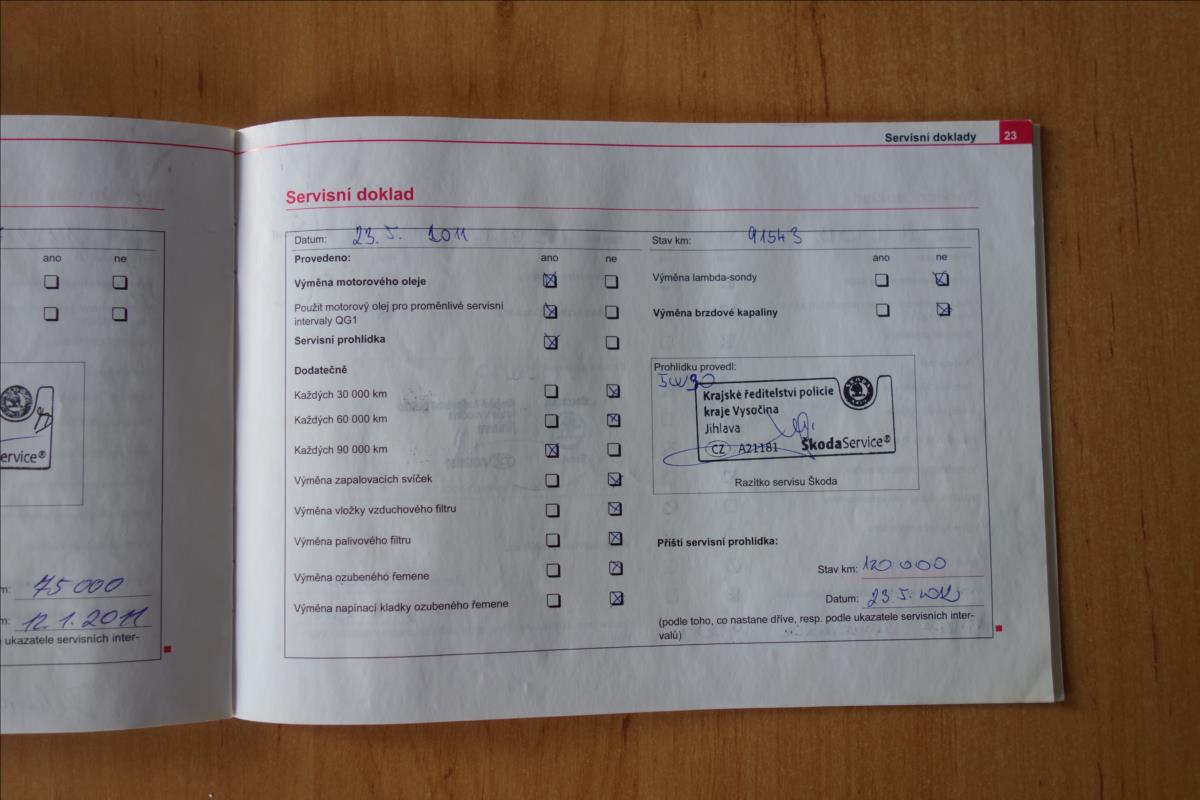 ano ne
ervice®
m: 75 000
m: 12.1.2011
ukazatele servisních inter-
Servisní doklady 23
Servisní doklad
Datum: 23.5. 2011 Stav km: 91543
Provedeno: ano ne
Výměna motorového oleje
Použit motorový olej pro proměnlivé servisní
intervaly QG1
Servisní prohlídka
Dodatečně
Každých 30 000 km
Každých 60 000 km
Každých 90 000 km
Výměna zapalovacích svíček
Výměna vložky vzduchového filtru
Výměna palivového filtru
Výměna ozubeného řemene
Výměna napínací kladky ozubeného řemene
ano ne
Výměna lambda-sondy
Výměna brzdové kapaliny
Prohlídku provedl:
5W30
Krajské ředitelství policie
kraje Vysočina
Jihlava
CZ A21181 ŠkodaService®
Razítko servisu Škoda
Příští servisní prohlídka:
Stav km: 120 000
Datum: 23.5.
(podle toho, co nastane dříve, resp. podle ukazatele servisních inter-
valů)